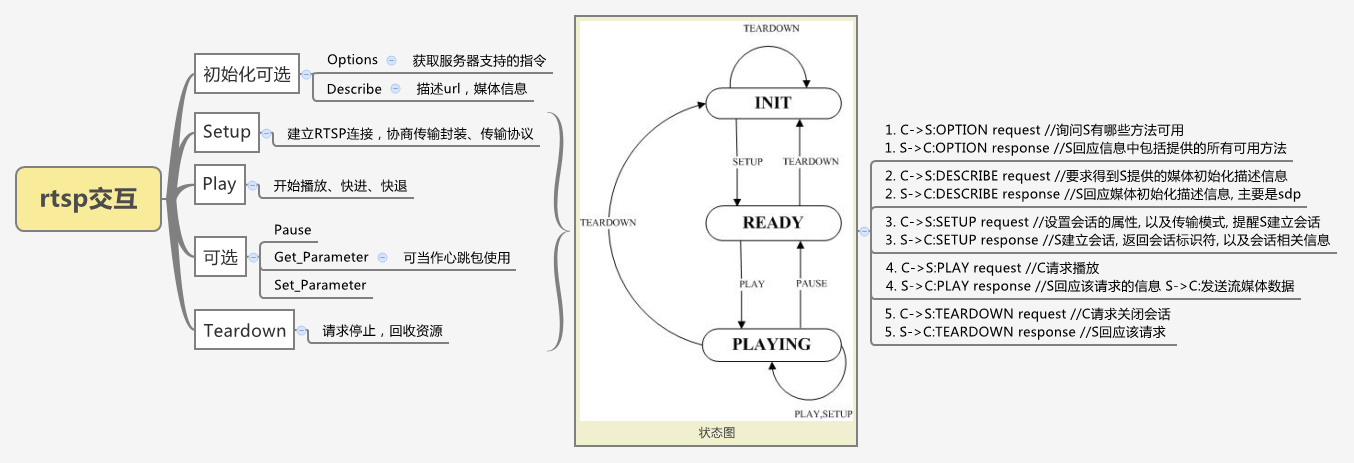 rtsp交互
初始化可选
Options
获取服务器支持的指令
Describe
描述url，媒体信息
Setup
建立RTSP连接，协商传输封装、传输协议
Play
开始播放、快进、快退
可选
Pause
Get_Parameter
可当作心跳包使用
Set_Parameter
Teardown
请求停止，回收资源
TEARDOWN
INIT
SETUP
TEARDOWN
TEARDOWN
READY
PLAY
PAUSE
PLAYING
PLAY,SETUP
状态图
1. C->S:OPTION request //询问S有哪些方法可用
1. S->C:OPTION response //S回应信息中包括提供的所有可用方法
2. C->S:DESCRIBE request //要求得到S提供的媒体初始化描述信息
2. S->C:DESCRIBE response //S回应媒体初始化描述信息, 主要是sdp
3. C->S:SETUP request //设置会话的属性, 以及传输模式, 提醒S建立会话
3. S->C:SETUP response //S建立会话, 返回会话标识符, 以及会话相关信息
4. C->S:PLAY request //C请求播放
4. S->C:PLAY response //S回应该请求的信息 S->C:发送流媒体数据
5. C->S:TEARDOWN request //C请求关闭会话
5. S->C:TEARDOWN response //S回应该请求